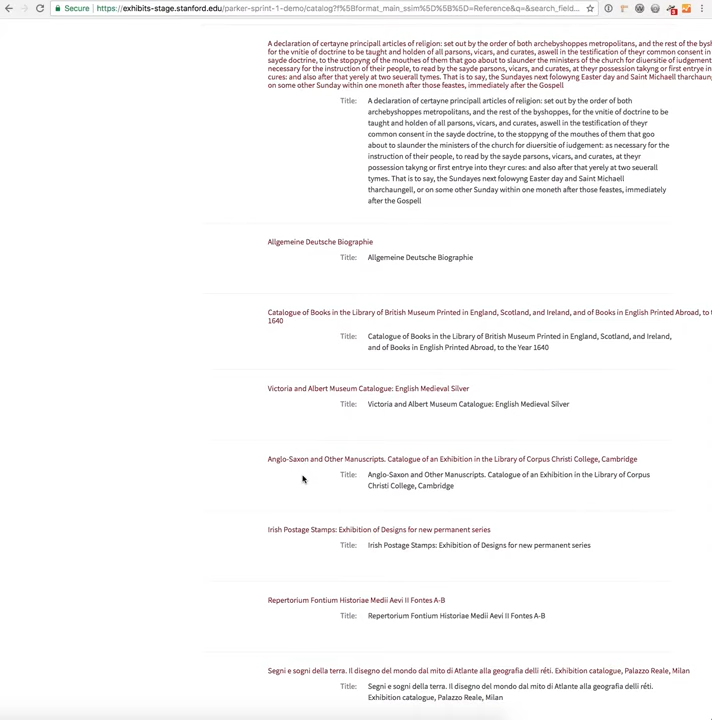 Secure https://exhibits-stage.stanford.edu/parker-sprint-1-demo/catalog?f%5Bformat_main_ssim%5D%5B%5D=Reference&q=&search_field...
A declaration of certayne principall articles of religion: set out by the order of both archebyshoppes metropolitans, and the rest of the bysh
for the vnitie of doctrine to be taught and holden of all parsons, vicars, and curates, aswell in the testification of theyr common consent in
sayde doctrine, to the stoppyng of the mouthes of them that goo about to slaunder the ministers of the church for diuersitie of iudgement
necessary for the instruction of their people, to read by the sayde parsons, vicars, and curates, at theyr possession takyng or first entrye in
cures: and also after that yerely at two seuerall tymes. That is to say, the Sundayes next folowyng Easter day and Saint Michaell tharchaung
on some other Sunday within one moneth after those feastes, immediately after the Gospell
Title: A declaration of certayne principall articles of religion: set out by the order of both
archebyshoppes metropolitans, and the rest of the byshoppes, for the vnitie of doctrine to be
taught and holden of all parsons, vicars, and curates, aswell in the testification of theyr
common consent in the sayde doctrine, to the stoppyng of the mouthes of them that goo
about to slaunder the ministers of the church for diuersitie of iudgement: as necessary for the
instruction of their people, to read by the sayde parsons, vicars, and curates, at theyr
possession takyng or first entrye into theyr cures: and also after that yerely at two seuerall
tymes. That is to say, the Sundayes next folowyng Easter day and Saint Michaell
tharchaungell, or on some other Sunday within one moneth after those feastes, immediately
after the Gospell
Allgemeine Deutsche Biographie
Title: Allgemeine Deutsche Biographie
Catalogue of Books in the Library of British Museum Printed in England, Scotland, and Ireland, and of Books in English Printed Abroad, to t
1640
Title: Catalogue of Books in the Library of British Museum Printed in England, Scotland, and Ireland,
and of Books in English Printed Abroad, to the Year 1640
Victoria and Albert Museum Catalogue: English Medieval Silver
Title: Victoria and Albert Museum Catalogue: English Medieval Silver
Anglo-Saxon and Other Manuscripts. Catalogue of an Exhibition in the Library of Corpus Christi College, Cambridge
Title: Anglo-Saxon and Other Manuscripts. Catalogue of an Exhibition in the Library of Corpus
Christi College, Cambridge
Irish Postage Stamps: Exhibition of Designs for new permanent series
Title: Irish Postage Stamps: Exhibition of Designs for new permanent series
Repertorium Fontium Historiae Medii Aevi II Fontes A-B
Title: Repertorium Fontium Historiae Medii Aevi II Fontes A-B
Segni e sogni della terra. Il disegno del mondo dal mito di Atlante alla geografia delli réti. Exhibition catalogue, Palazzo Reale, Milan
Title: Segni e sogni della terra. Il disegno del mondo dal mito di Atlante alla geografia delli réti.
Exhibition catalogue, Palazzo Reale, Milan